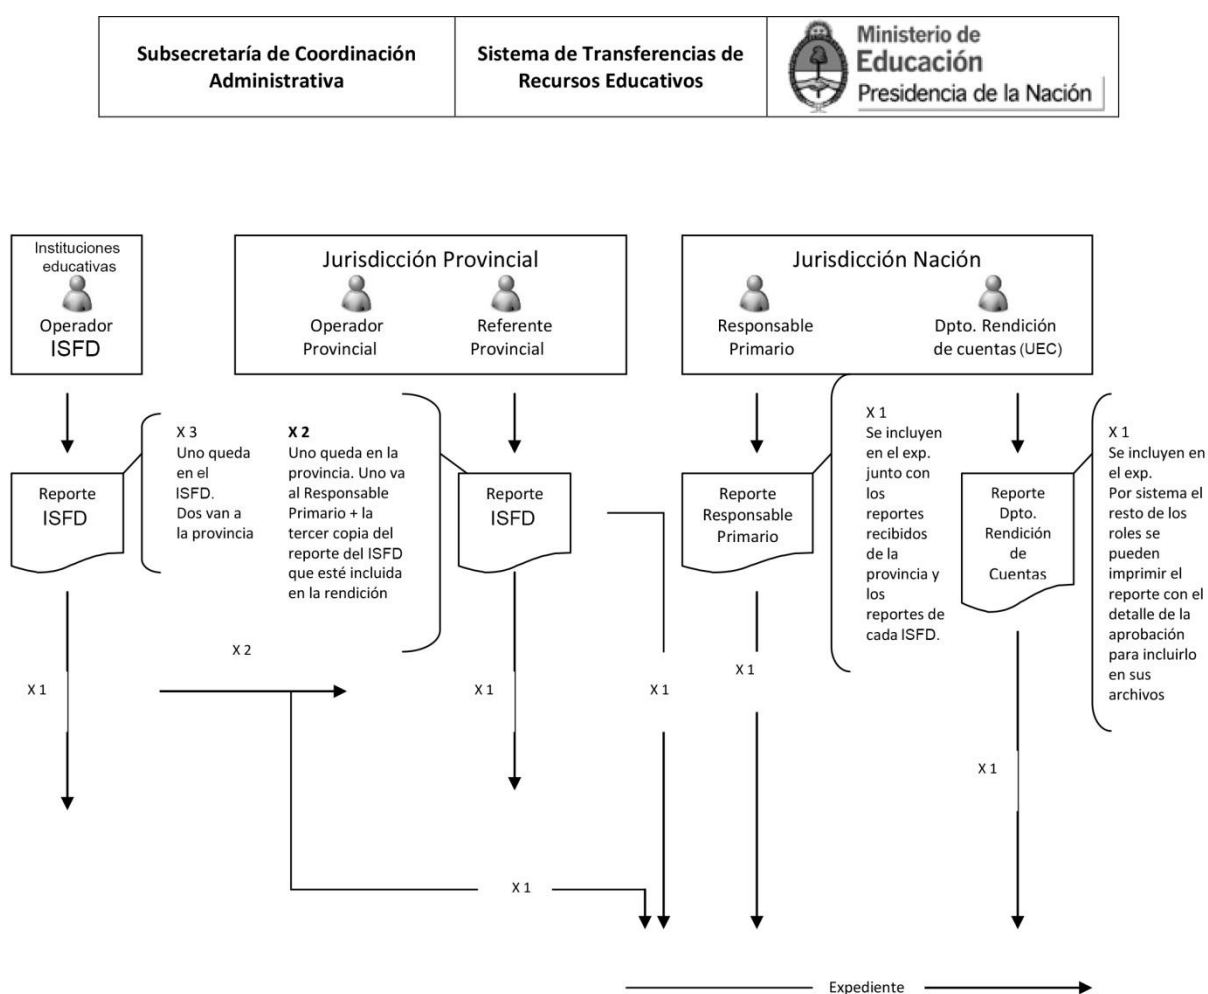 Subsecretaría de Coordinación
Administrativa
Sistema de Transferencias de
Recursos Educativos
Ministerio de
Educación
Presidencia de la Nación
Instituciones
educativas
Operador
ISFD
Jurisdicción Provincial
Operador
Provincial
Referente
Provincial
Jurisdicción Nación
Responsable
Primario
Dpto. Rendición
de cuentas (UEC)
Reporte
ISFD
X 3
Uno queda
en el
ISFD.
Dos van a
la provincia
X 2
Uno queda en la
provincia. Uno va
al Responsable
Primario + la
tercer copia del
reporte del ISFD
que esté incluida
en la rendición
Reporte
ISFD
Reporte
Responsable
Primario
X 1
Se incluyen
en el exp.
junto con
los
reportes
recibidos
de la
provincia y
los
reportes de
cada ISFD.
Reporte
Dpto.
Rendición
de
Cuentas
X 1
Se incluyen en
el exp.
Por sistema el
resto de los
roles se
pueden
imprimir el
reporte con el
detalle de la
aprobación
para incluirlo
en sus
archivos
X 2
X 1
X 1
X 1
X 1
X 1
X 1
Expediente